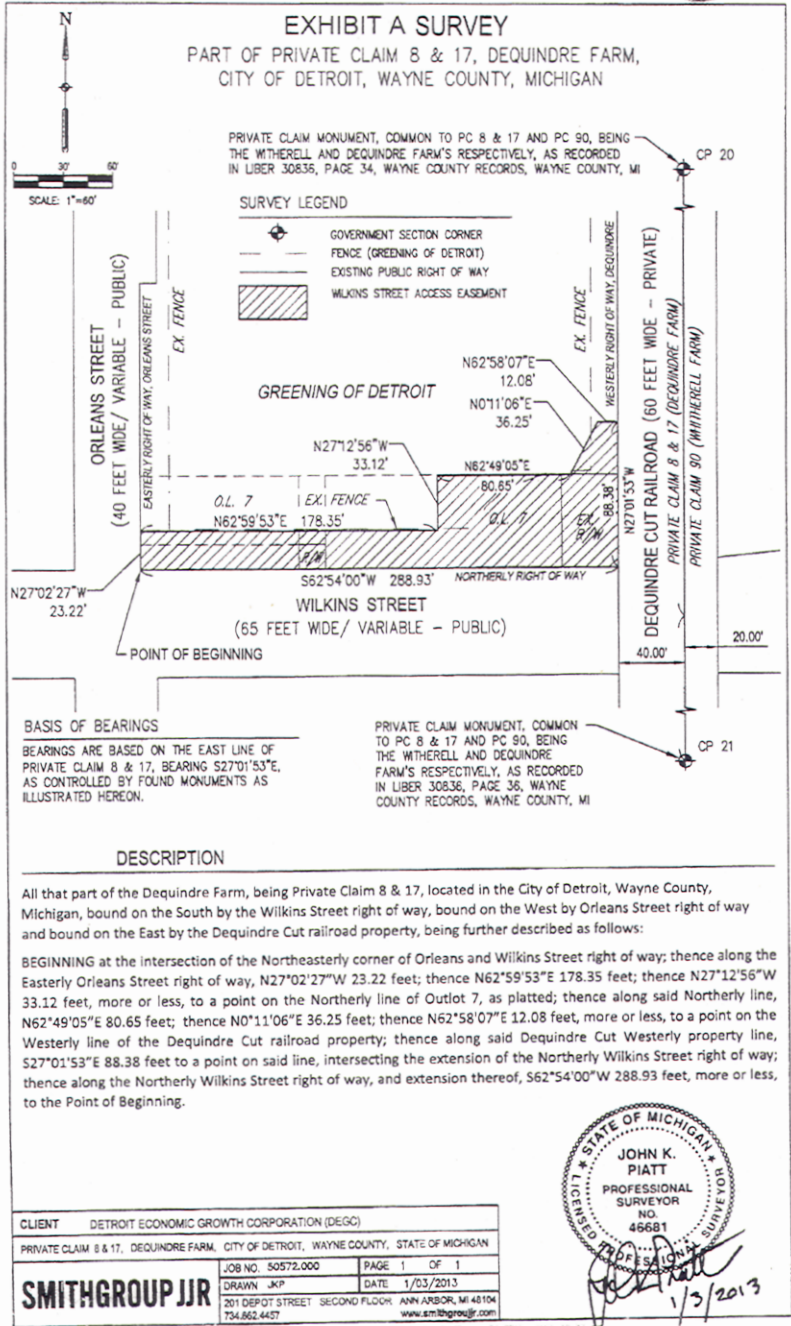 EXHIBIT A SURVEY
PART OF PRIVATE CLAIM 8 & 17, DEQUINDRE FARM,
CITY OF DETROIT, WAYNE COUNTY, MICHIGAN
N
0 30' 60'
SCALE: 1"=60'
PRIVATE CLAIM MONUMENT, COMMON TO PC 8 & 17 AND PC 90, BEING
THE WITHERELL AND DEQUINDRE FARM'S RESPECTIVELY, AS RECORDED
IN LIBER 30836, PAGE 34, WAYNE COUNTY RECORDS, WAYNE COUNTY, MI
CP 20
SURVEY LEGEND
GOVERNMENT SECTION CORNER
FENCE (GREENING OF DETROIT)
EXISTING PUBLIC RIGHT OF WAY
WILKINS STREET ACCESS EASEMENT
ORLEANS STREET
(40 FEET WIDE/ VARIABLE - PUBLIC)
EASTERLY RIGHT OF WAY, ORLEANS STREET
EX. FENCE
GREENING OF DETROIT
EX. FENCE
WESTERLY RIGHT OF WAY, DEQUINDRE
DEQUINDRE CUT RAILROAD (60 FEET WIDE - PRIVATE)
PRIVATE CLAIM 8 & 17 (DEQUINDRE FARM)
PRIVATE CLAIM 90 (WHITHERELL FARM)
N62°58'07"E
12.08'
N0°11'06"E
36.25'
N27°12'56"W
33.12'
N62°49'05"E
80.65'
88.38'
N27°01'53"W
O.L. 7
EX. FENCE
N62°59'53"E 178.35'
O.L. 7
EX. R/W
R/W
N27°02'27"W
23.22'
S62°54'00"W 288.93'
NORTHERLY RIGHT OF WAY
WILKINS STREET
(65 FEET WIDE/ VARIABLE - PUBLIC)
POINT OF BEGINNING
40.00'
20.00'
BASIS OF BEARINGS
BEARINGS ARE BASED ON THE EAST LINE OF
PRIVATE CLAIM 8 & 17, BEARING S27°01'53"E,
AS CONTROLLED BY FOUND MONUMENTS AS
ILLUSTRATED HEREON.
PRIVATE CLAIM MONUMENT, COMMON
TO PC 8 & 17 AND PC 90, BEING
THE WITHERELL AND DEQUINDRE
FARM'S RESPECTIVELY, AS RECORDED
IN LIBER 30836, PAGE 36, WAYNE
COUNTY RECORDS, WAYNE COUNTY, MI
CP 21
DESCRIPTION
All that part of the Dequindre Farm, being Private Claim 8 & 17, located in the City of Detroit, Wayne County,
Michigan, bound on the South by the Wilkins Street right of way, bound on the West by Orleans Street right of way
and bound on the East by the Dequindre Cut railroad property, being further described as follows:
BEGINNING at the intersection of the Northeasterly corner of Orleans and Wilkins Street right of way; thence along the
Easterly Orleans Street right of way, N27°02'27"W 23.22 feet; thence N62°59'53"E 178.35 feet; thence N27°12'56"W
33.12 feet, more or less, to a point on the Northerly line of Outlot 7, as platted; thence along said Northerly line,
N62°49'05"E 80.65 feet; thence N0°11'06"E 36.25 feet; thence N62°58'07"E 12.08 feet, more or less, to a point on the
Westerly line of the Dequindre Cut railroad property; thence along said Dequindre Cut Westerly property line,
S27°01'53"E 88.38 feet to a point on said line, intersecting the extension of the Northerly Wilkins Street right of way;
thence along the Northerly Wilkins Street right of way, and extension thereof, S62°54'00"W 288.93 feet, more or less,
to the Point of Beginning.
STATE OF MICHIGAN
JOHN K.
PIATT
PROFESSIONAL
SURVEYOR
NO.
46681
LICENSED PROFESSIONAL SURVEYOR
John K Piatt
1/3/2013
CLIENT DETROIT ECONOMIC GROWTH CORPORATION (DEGC)
PRIVATE CLAIM 8 & 17, DEQUINDRE FARM, CITY OF DETROIT, WAYNE COUNTY, STATE OF MICHIGAN
SMITHGROUP JJR
JOB NO. 50572.000 PAGE 1 OF 1
DRAWN JKP DATE 1/03/2013
201 DEPOT STREET SECOND FLOOR ANN ARBOR, MI 48104
734.662.4457 www.smithgroupjjr.com